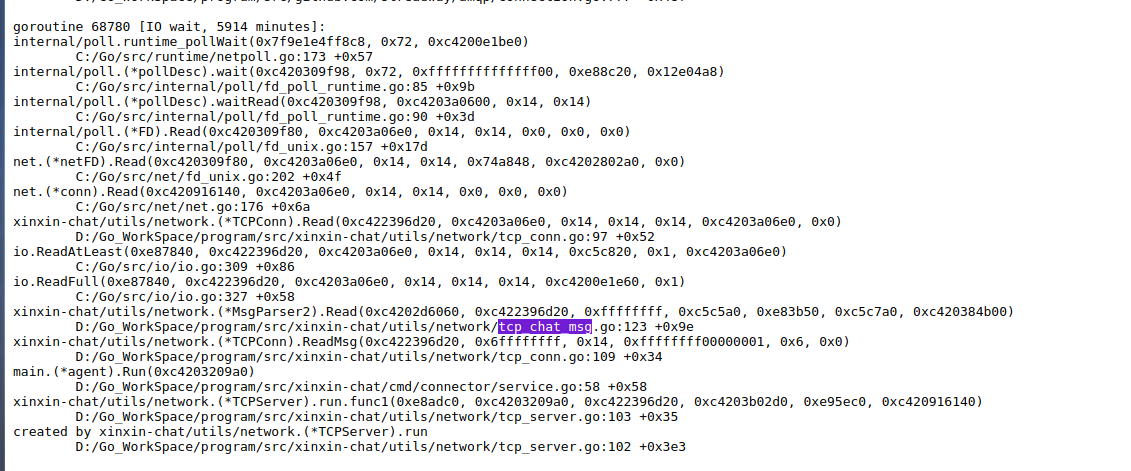 goroutine 68780 [IO wait, 5914 minutes]:
internal/poll.runtime_pollWait(0x7f9e1e4ff8c8, 0x72, 0xc4200e1be0)
C:/Go/src/runtime/netpoll.go:173 +0x57
internal/poll.(*pollDesc).wait(0xc420309f98, 0x72, 0xffffffffffffff00, 0xe88c20, 0x12e04a8)
C:/Go/src/internal/poll/fd_poll_runtime.go:85 +0x9b
internal/poll.(*pollDesc).waitRead(0xc420309f98, 0xc4203a0600, 0x14, 0x14)
C:/Go/src/internal/poll/fd_poll_runtime.go:90 +0x3d
internal/poll.(*FD).Read(0xc420309f80, 0xc4203a06e0, 0x14, 0x14, 0x0, 0x0, 0x0)
C:/Go/src/internal/poll/fd_unix.go:157 +0x17d
net.(*netFD).Read(0xc420309f80, 0xc4203a06e0, 0x14, 0x14, 0x74a848, 0xc4202802a0, 0x0)
C:/Go/src/net/fd_unix.go:202 +0x4f
net.(*conn).Read(0xc420916140, 0xc4203a06e0, 0x14, 0x14, 0x0, 0x0, 0x0)
C:/Go/src/net/net.go:176 +0x6a
xinxin-chat/utils/network.(*TCPConn).Read(0xc422396d20, 0xc4203a06e0, 0x14, 0x14, 0x14, 0xc4203a06e0, 0x0)
D:/Go_WorkSpace/program/src/xinxin-chat/utils/network/tcp_conn.go:97 +0x52
io.ReadAtLeast(0xe87840, 0xc422396d20, 0xc4203a06e0, 0x14, 0x14, 0x14, 0xc5c820, 0x1, 0xc4203a06e0)
C:/Go/src/io/io.go:309 +0x86
io.ReadFull(0xe87840, 0xc422396d20, 0xc4203a06e0, 0x14, 0x14, 0x14, 0xc4200e1e60, 0x1)
C:/Go/src/io/io.go:327 +0x58
xinxin-chat/utils/network.(*MsgParser2).Read(0xc4202d6060, 0xc422396d20, 0xffffffff, 0xc5c5a0, 0xe83b50, 0xc5c7a0, 0xc420384b00)
D:/Go_WorkSpace/program/src/xinxin-chat/utils/network/tcp_chat_msg.go:123 +0x9e
xinxin-chat/utils/network.(*TCPConn).ReadMsg(0xc422396d20, 0x6ffffffff, 0x14, 0xffffffff00000001, 0x6, 0x0)
D:/Go_WorkSpace/program/src/xinxin-chat/utils/network/tcp_conn.go:109 +0x34
main.(*agent).Run(0xc4203209a0)
D:/Go_WorkSpace/program/src/xinxin-chat/cmd/connector/service.go:58 +0x58
xinxin-chat/utils/network.(*TCPServer).run.func1(0xe8adc0, 0xc4203209a0, 0xc422396d20, 0xc4203b02d0, 0xe95ec0, 0xc420916140)
D:/Go_WorkSpace/program/src/xinxin-chat/utils/network/tcp_server.go:103 +0x35
created by xinxin-chat/utils/network.(*TCPServer).run
D:/Go_WorkSpace/program/src/xinxin-chat/utils/network/tcp_server.go:102 +0x3e3